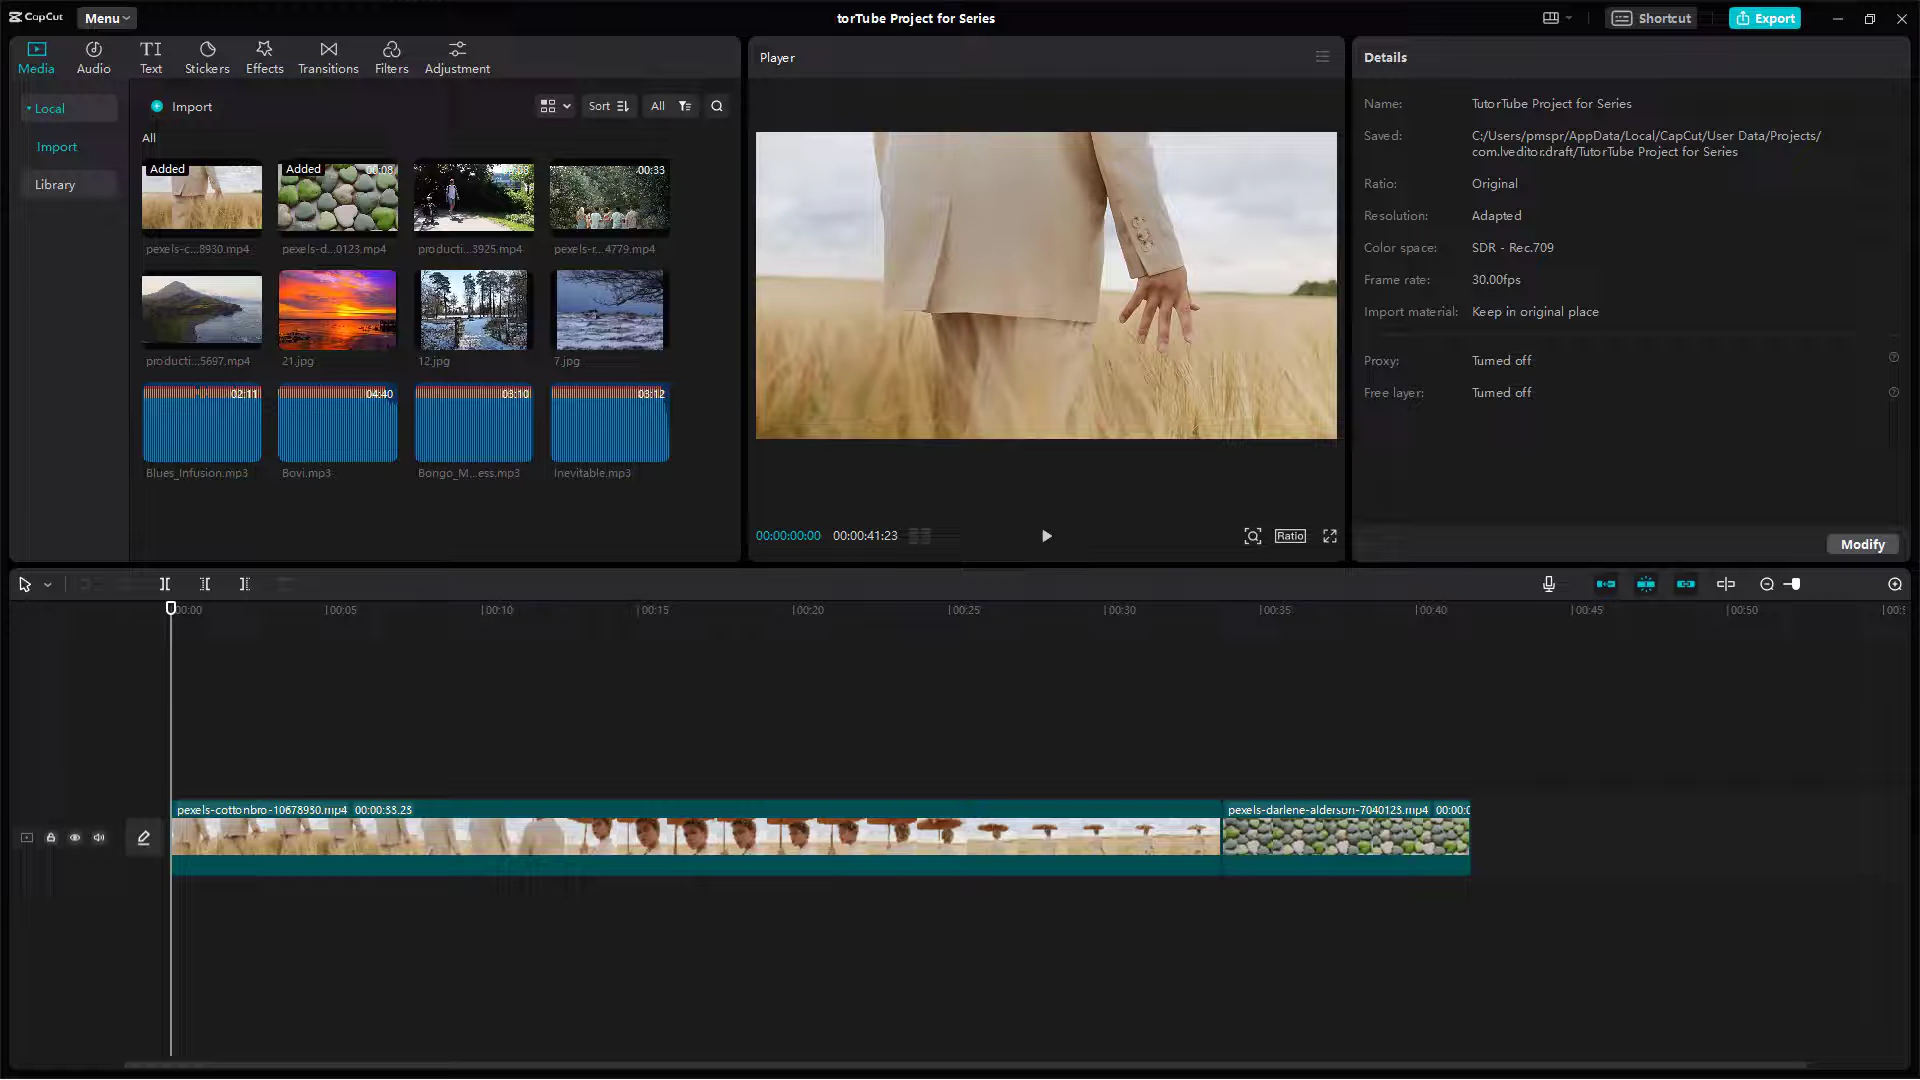 CapCut
Menu
torTube Project for Series
Shortcut
Export
Media
Audio
TI
Text
Stickers
Effects
Transitions
Filters
Adjustment
Player
Details
Local
Import
Library
Import
Sort
All
All
Added
Added
00:08
00:33
pexels-c...8930.mp4
pexels-d...0123.mp4
producti...3925.mp4
pexels-r... 4779.mp4
producti...5697.mp4
21.jpg
12.jpg
7.jpg
02:11
04:40
03:10
03:12
Blues_Infusion.mp3
Bovi.mp3
Bongo_M...ess.mp3
Inevitable.mp3
00:00:00:00
00:00:41:23
Ratio
Name:
TutorTube Project for Series
Saved:
C:/Users/pmspr/AppData/Local/CapCut/User Data/Projects/
com.lveditor.draft/TutorTube Project for Series
Ratio:
Original
Resolution:
Adapted
Color space:
SDR - Rec.709
Frame rate:
30.00fps
Import material:
Keep in original place
Proxy:
Turned off
Free layer:
Turned off
Modify
00:00
00:05
00:10
00:15
00:20
00:25
00:30
00:35
00:40
00:45
00:50
pexels-cottonbro-10678930.mp4 00:00:33:23
pexels-darlene-alderson-7040123.mp4